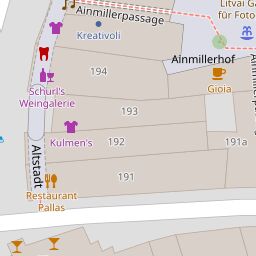 Ainmillerpassage
Kreativoli
Litvai Ga
für Foto
194
Ainmillerhof
Gioia
Schurl's
Weingalerie
193
Kulmen's
192
191a
Altstadt
191
Restaurant
Pallas